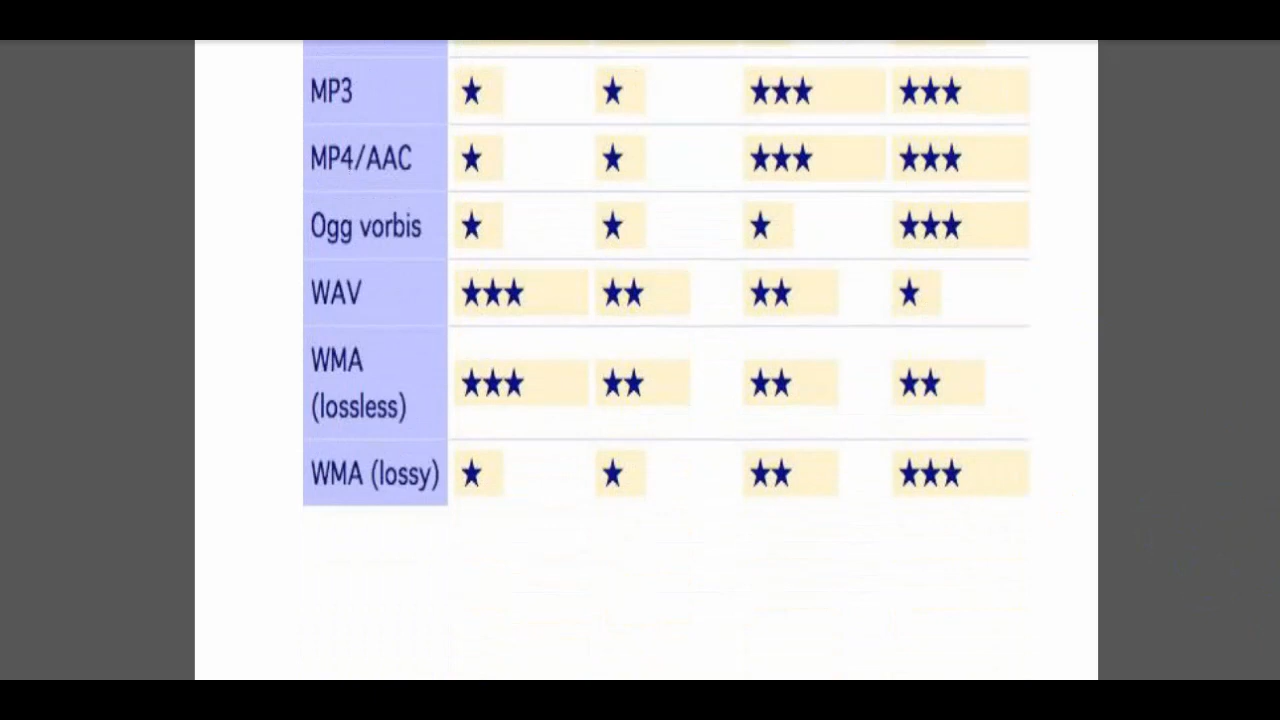 MP3 ★ ★ ★★★ ★★★
MP4/AAC ★ ★ ★★★ ★★★
Ogg vorbis ★ ★ ★ ★★★
WAV ★★★ ★★ ★★ ★
WMA
(lossless) ★★★ ★★ ★★ ★★
WMA (lossy) ★ ★ ★★ ★★★